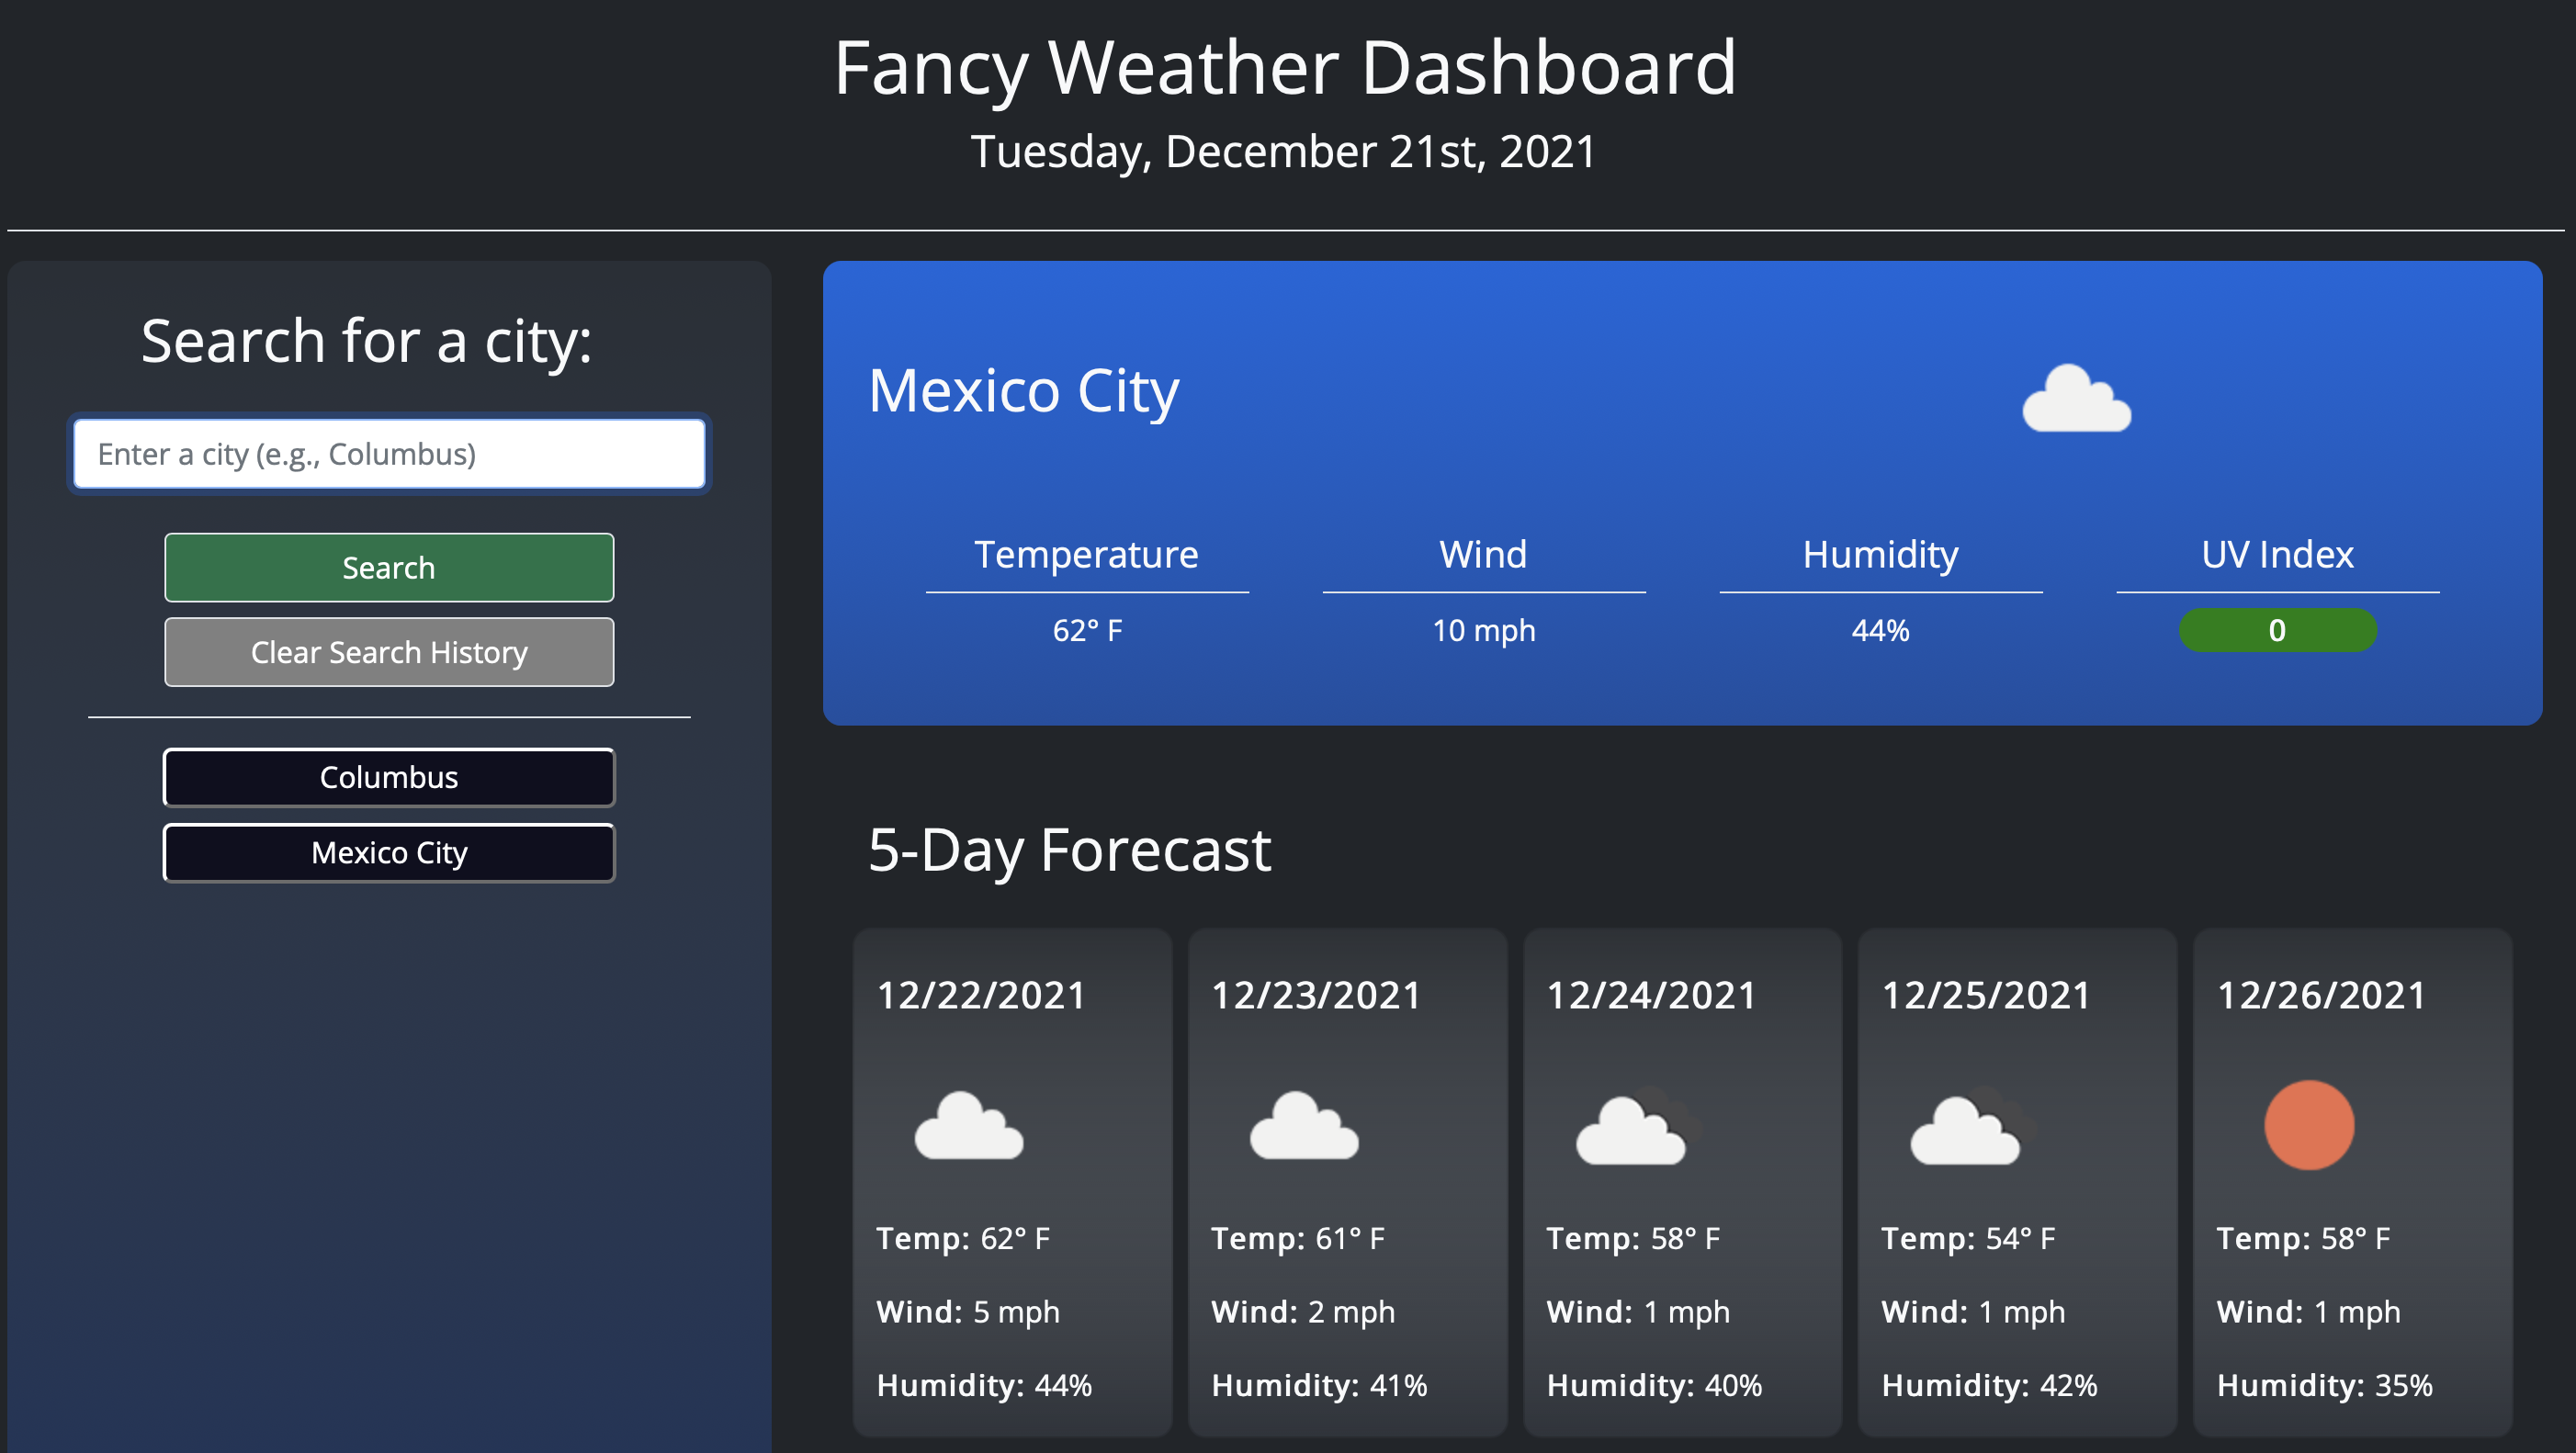 Fancy Weather Dashboard
Tuesday, December 21st, 2021
Search for a city:
Enter a city (e.g., Columbus)
Search
Clear Search History
Columbus
Mexico City
Mexico City
Temperature Wind Humidity UV Index
62° F 10 mph 44% 0
5-Day Forecast
12/22/2021
Temp: 62° F
Wind: 5 mph
Humidity: 44%
12/23/2021
Temp: 61° F
Wind: 2 mph
Humidity: 41%
12/24/2021
Temp: 58° F
Wind: 1 mph
Humidity: 40%
12/25/2021
Temp: 54° F
Wind: 1 mph
Humidity: 42%
12/26/2021
Temp: 58° F
Wind: 1 mph
Humidity: 35%